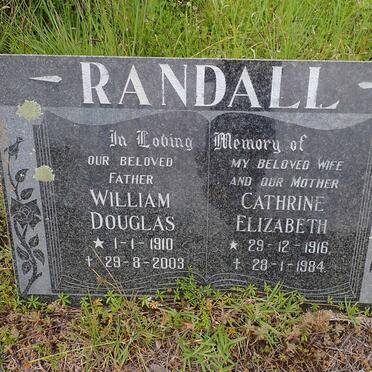 RANDALL
In Loving Memory of
OUR BELOVED
FATHER
WILLIAM
DOUGLAS
★ 1-1-1910
✝ 29-8-2003
MY BELOVED WIFE
AND OUR MOTHER
CATHRINE
ELIZABETH
★ 29-12-1916
✝ 28-1-1984